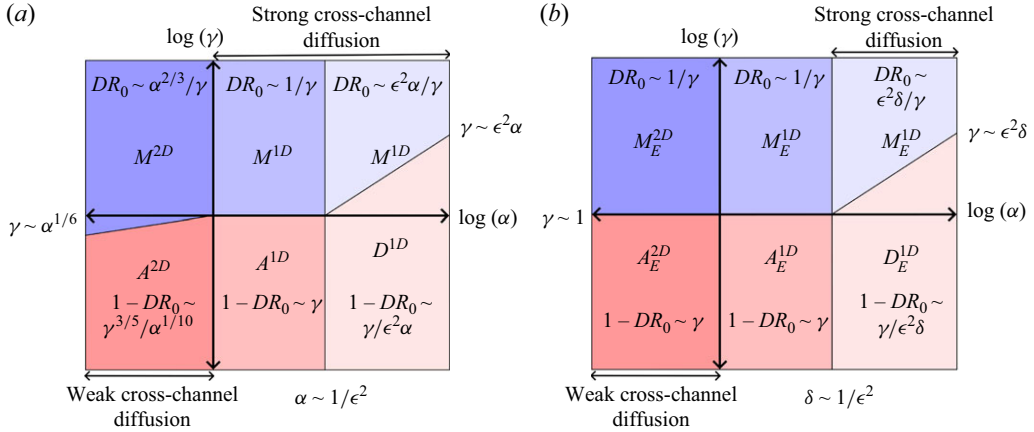 (a)
Strong cross-channel
diffusion
log (γ)
DR₀ ~ α^{2/3}/γ
DR₀ ~ 1/γ
DR₀ ~ ϵ²α/γ
γ ~ ϵ²α
M^{2D}
M^{1D}
M^{1D}
γ ~ α^{1/6}
log (α)
A^{2D}
A^{1D}
D^{1D}
1 – DR₀ ~
γ^{3/5}/α^{1/10}
1 – DR₀ ~ γ
1 – DR₀ ~
γ/ϵ²α
Weak cross-channel
diffusion
α ~ 1/ϵ²
(b)
Strong cross-channel
diffusion
log (γ)
DR₀ ~ 1/γ
DR₀ ~ 1/γ
DR₀ ~
ϵ²δ/γ
γ ~ ϵ²δ
M_E^{2D}
M_E^{1D}
M_E^{1D}
γ ~ 1
log (α)
A_E^{2D}
A_E^{1D}
D_E^{1D}
1 – DR₀ ~ γ
1 – DR₀ ~ γ
1 – DR₀ ~
γ/ϵ²δ
Weak cross-channel
diffusion
δ ~ 1/ϵ²